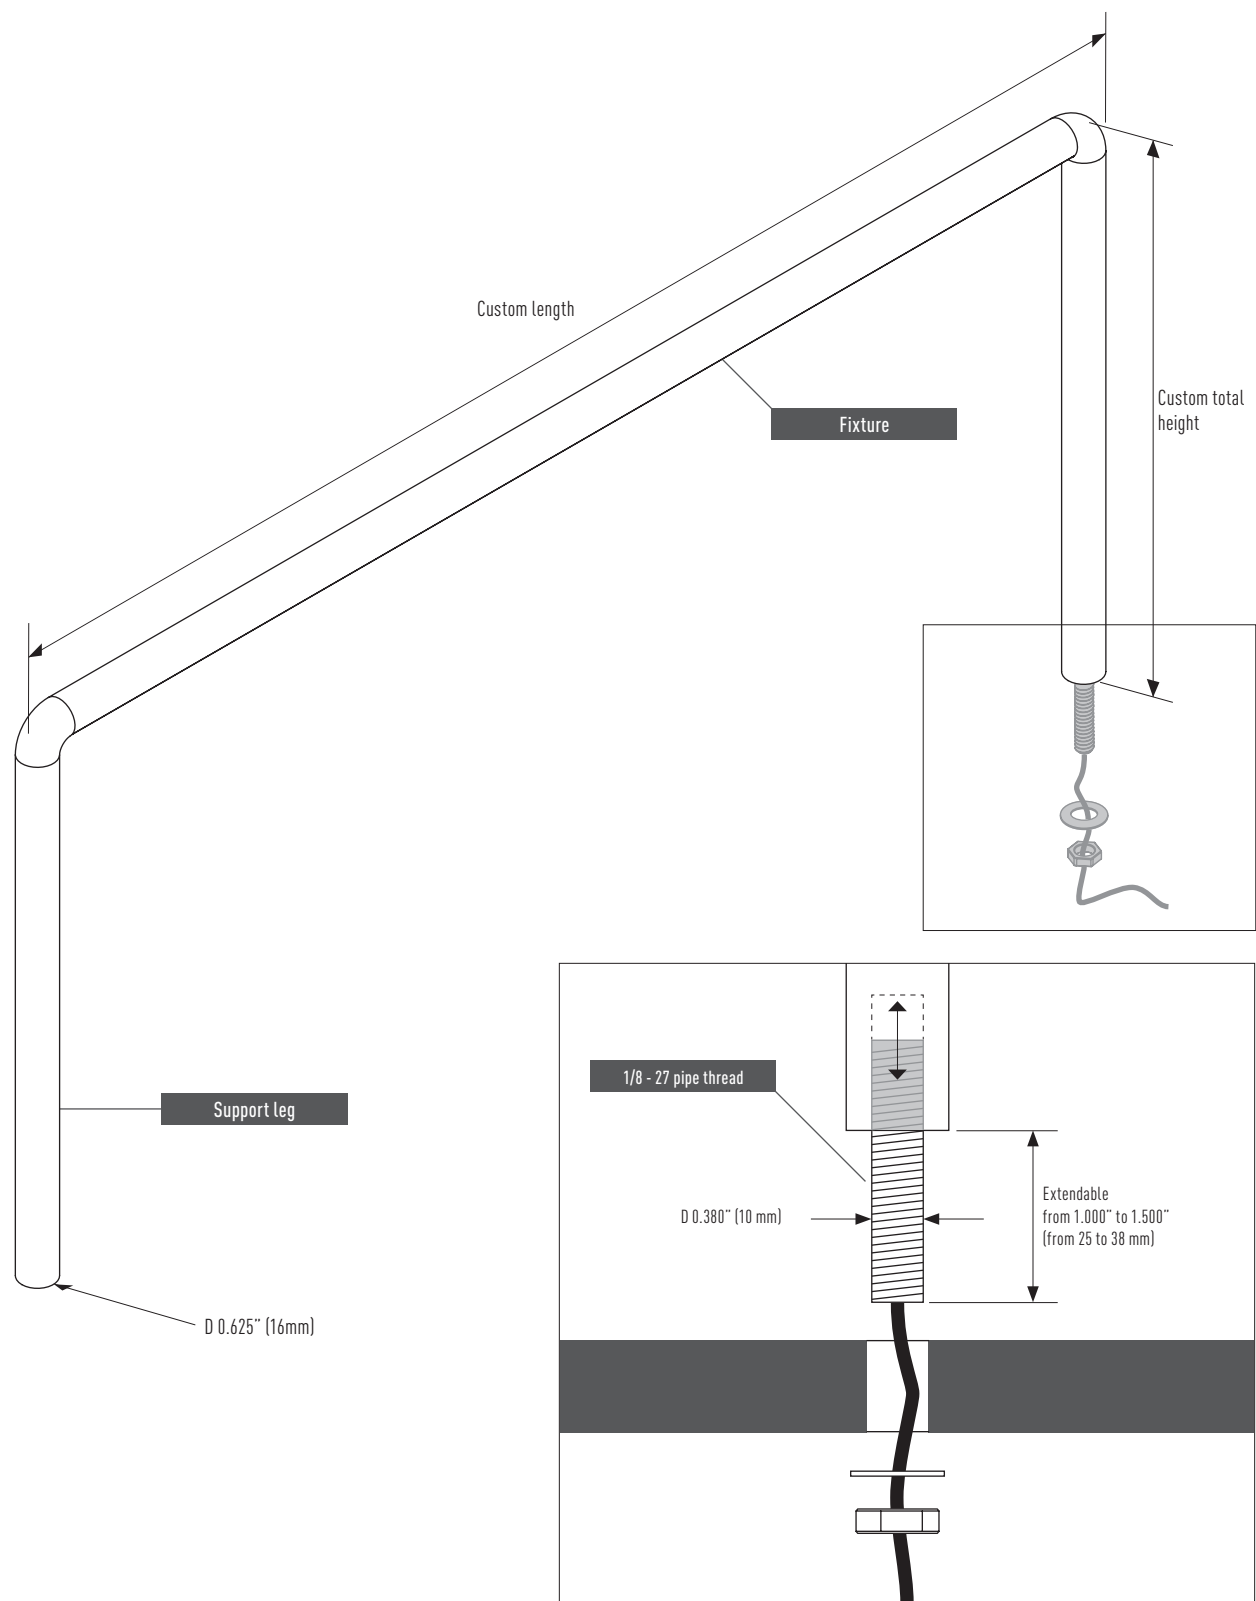 Custom length
Fixture
Custom total
height
1/8 - 27 pipe thread
Support leg
D 0.380" (10 mm)
Extendable
from 1.000" to 1.500"
(from 25 to 38 mm)
D 0.625" (16mm)